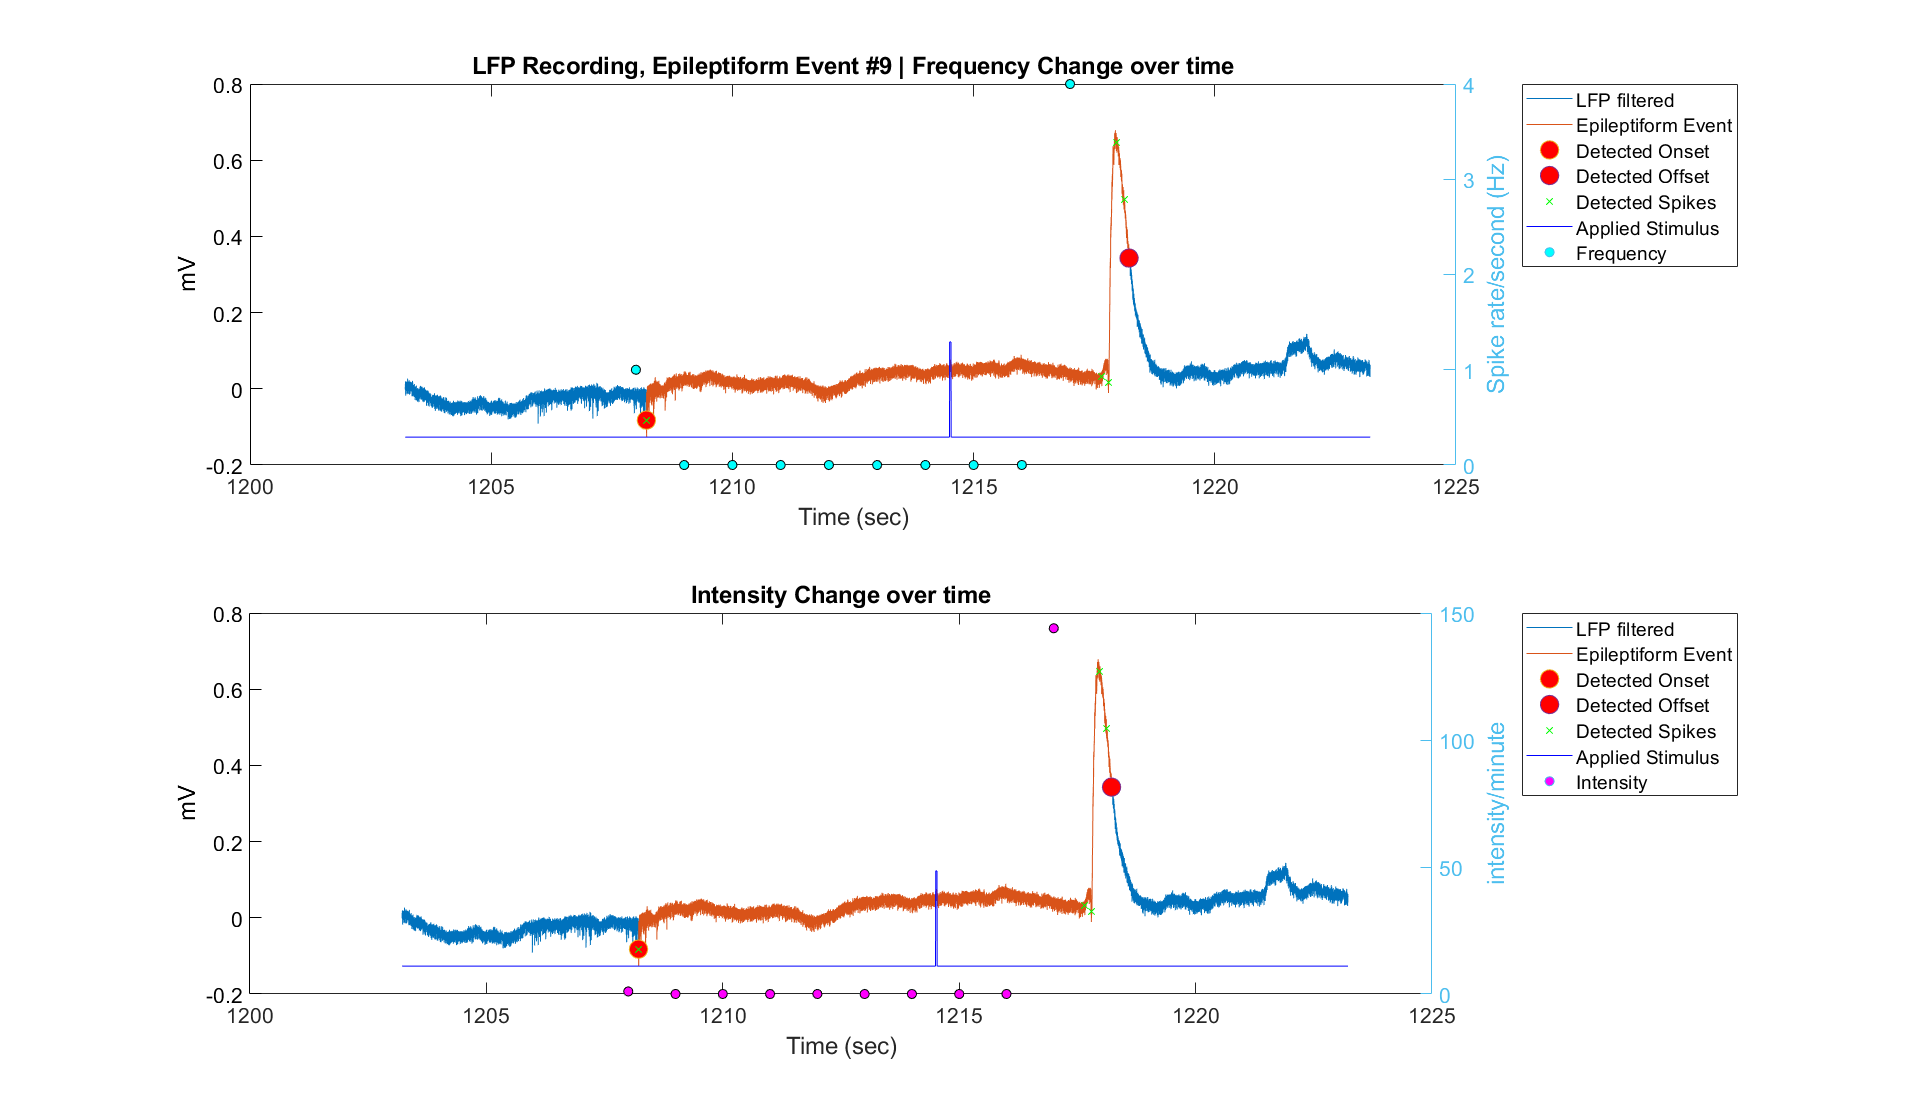 LFP Recording, Epileptiform Event #9 | Frequency Change over time
0.8
0.6
0.4
0.2
0
-0.2
mV
1200
1205
1210
1215
1220
1225
Time (sec)
4
3
2
1
0
Spike rate/second (Hz)
LFP filtered
Epileptiform Event
Detected Onset
Detected Offset
Detected Spikes
Applied Stimulus
Frequency
Intensity Change over time
0.8
0.6
0.4
0.2
0
-0.2
mV
1200
1205
1210
1215
1220
1225
Time (sec)
150
100
50
0
intensity/minute
LFP filtered
Epileptiform Event
Detected Onset
Detected Offset
Detected Spikes
Applied Stimulus
Intensity